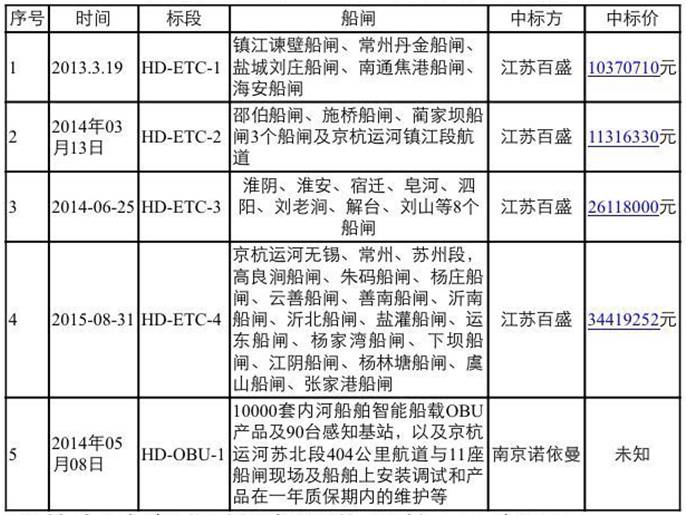 序号 时间 标段 船闸 中标方 中标价
1 2013.3.19 HD-ETC-1 镇江谏壁船闸、常州丹金船闸、
盐城刘庄船闸、南通焦港船闸、
海安船闸 江苏百盛 10370710元
2 2014年03
月13日 HD-ETC-2 邵伯船闸、施桥船闸、蔺家坝船
闸3个船闸及京杭运河镇江段航
道 江苏百盛 11316330元
3 2014-06-25 HD-ETC-3 淮阴、淮安、宿迁、皂河、泗
阳、刘老涧、解台、刘山等8个
船闸 江苏百盛 26118000元
4 2015-08-31 HD-ETC-4 京杭运河无锡、常州、苏州段,
高良涧船闸、朱码船闸、杨庄船
闸、云善船闸、善南船闸、沂南
船闸、沂北船闸、盐灌船闸、运
东船闸、杨家湾船闸、下坝船
闸、江阴船闸、杨林塘船闸、虞
山船闸、张家港船闸 江苏百盛 34419252元
5 2014年05
月08日 HD-OBU-1 10000套内河船舶智能船载OBU
产品及90台感知基站，以及京杭
运河苏北段404公里航道与11座
船闸现场及船舶上安装调试和产
品在一年质保期内的维护等 南京诺依曼 未知